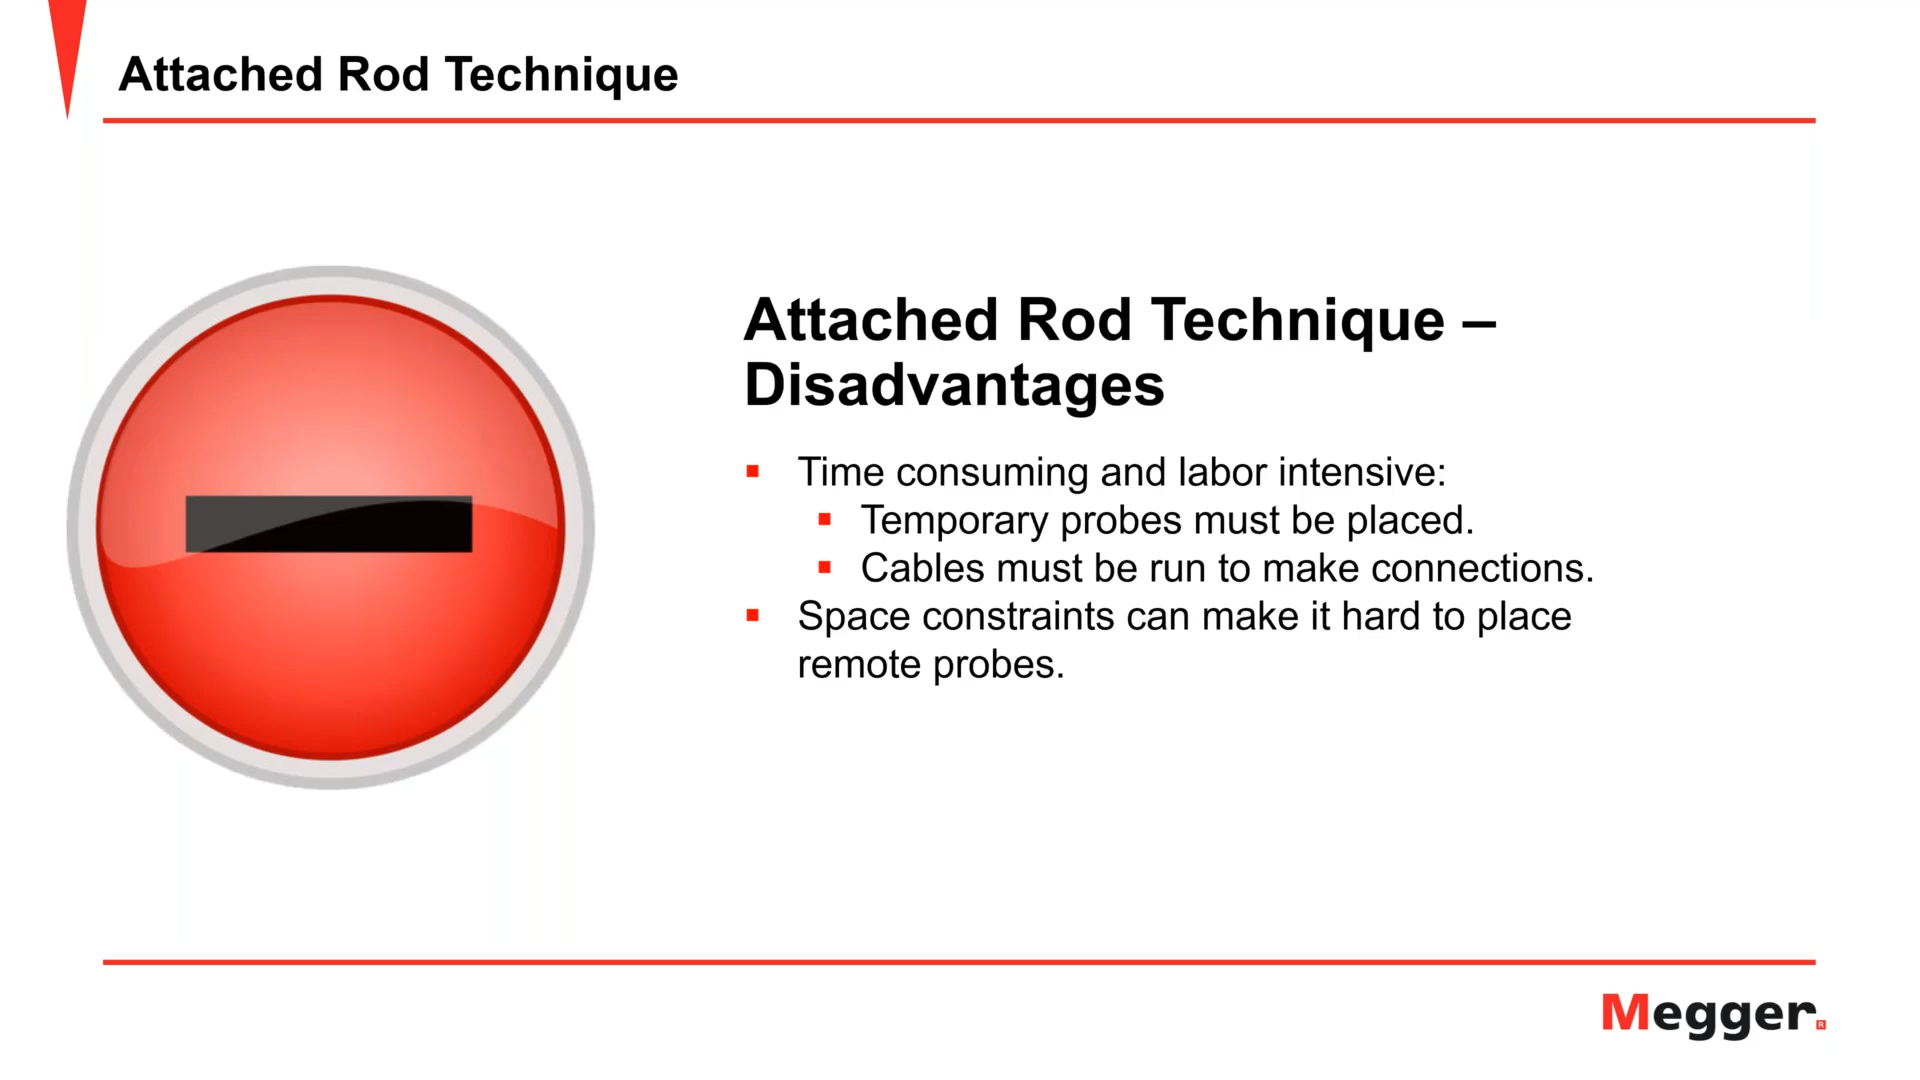 Attached Rod Technique
Attached Rod Technique –
Disadvantages
Time consuming and labor intensive:
Temporary probes must be placed.
Cables must be run to make connections.
Space constraints can make it hard to place
remote probes.
Megger®